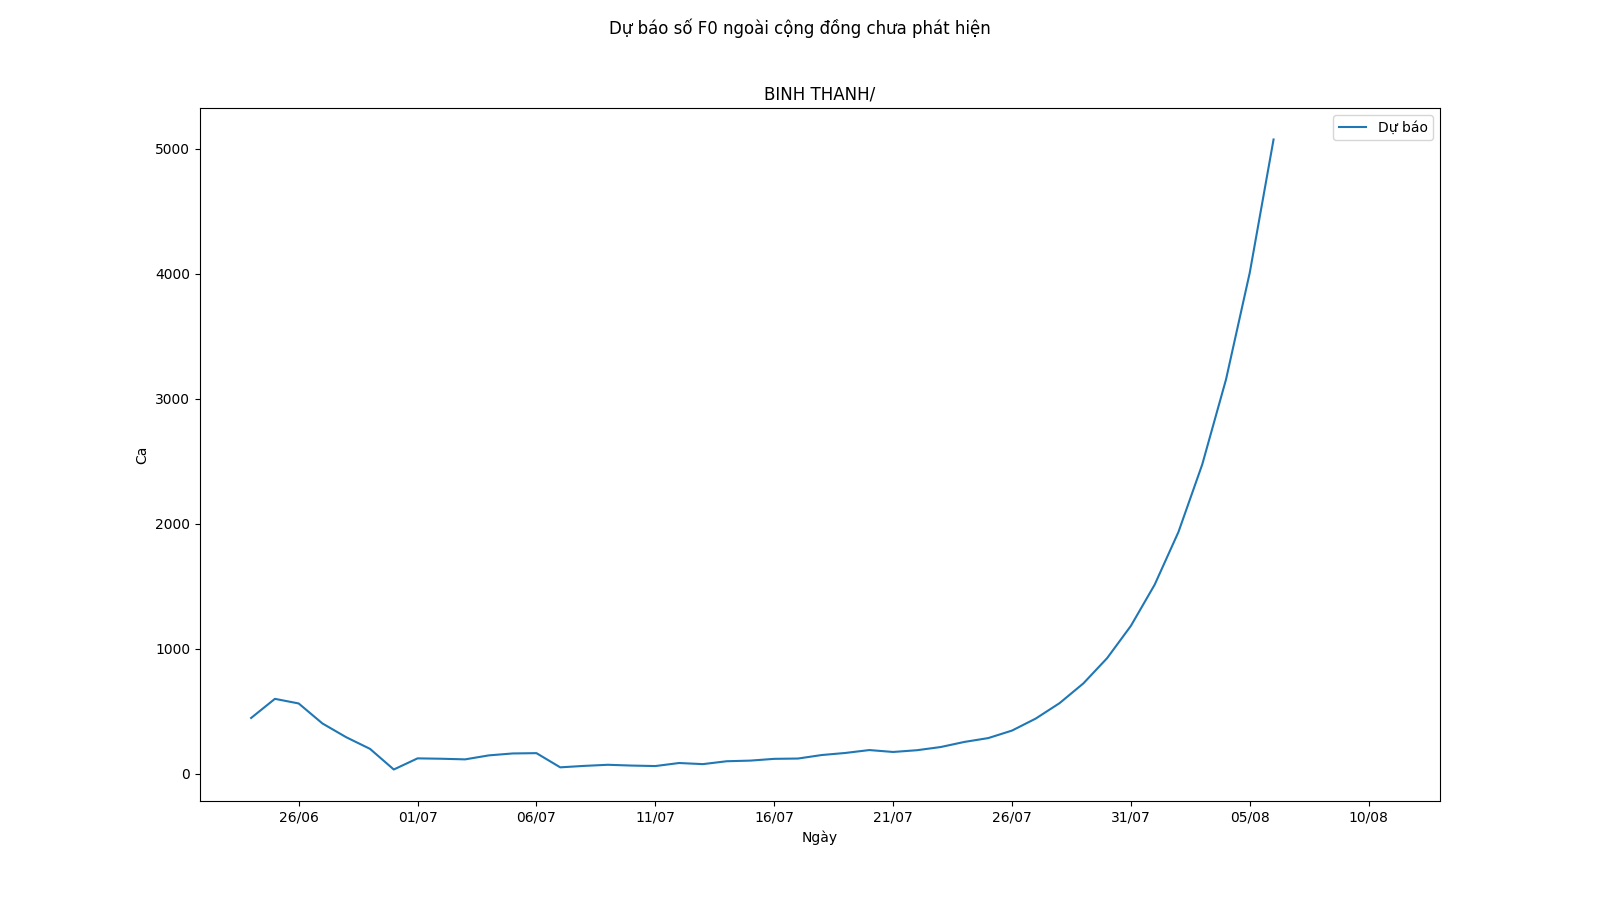 Dự báo số F0 ngoài cộng đồng chưa phát hiện
BINH THANH/
Dự báo
5000
4000
3000
2000
1000
0
Ca
26/06 01/07 06/07 11/07 16/07 21/07 26/07 31/07 05/08 10/08
Ngày